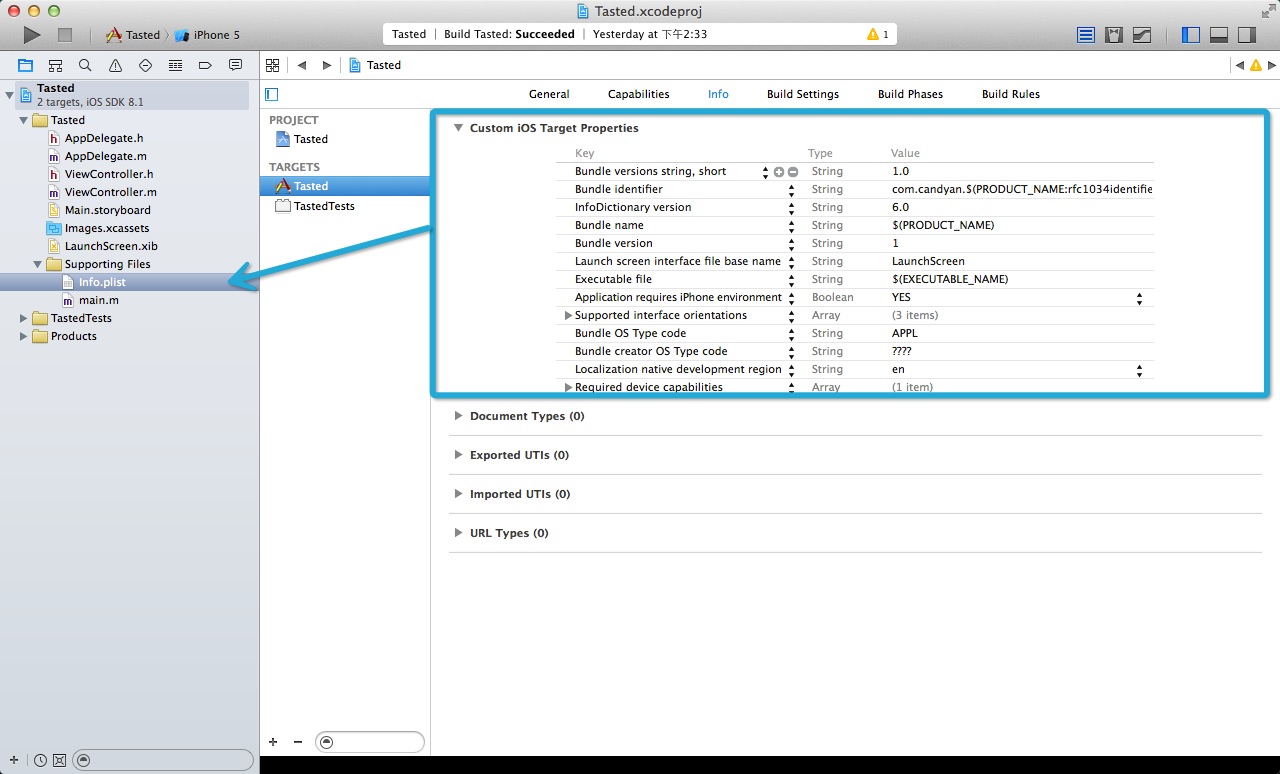 Tasted.xcodeproj
Tasted iPhone 5
Tasted | Build Tasted: Succeeded | Yesterday at 下午2:33 1
Tasted
Tasted
2 targets, iOS SDK 8.1
Tasted
AppDelegate.h
AppDelegate.m
ViewController.h
ViewController.m
Main.storyboard
Images.xcassets
LaunchScreen.xib
Supporting Files
Info.plist
main.m
TastedTests
Products
PROJECT
Tasted
TARGETS
Tasted
TastedTests
General Capabilities Info Build Settings Build Phases Build Rules
Custom iOS Target Properties
Key Type Value
Bundle versions string, short String 1.0
Bundle identifier String com.candyan.$(PRODUCT_NAME:rfc1034identifie
InfoDictionary version String 6.0
Bundle name String $(PRODUCT_NAME)
Bundle version String 1
Launch screen interface file base name String LaunchScreen
Executable file String $(EXECUTABLE_NAME)
Application requires iPhone environment Boolean YES
Supported interface orientations Array (3 items)
Bundle OS Type code String APPL
Bundle creator OS Type code String ????
Localization native development region String en
Required device capabilities Array (1 item)
Document Types (0)
Exported UTIs (0)
Imported UTIs (0)
URL Types (0)